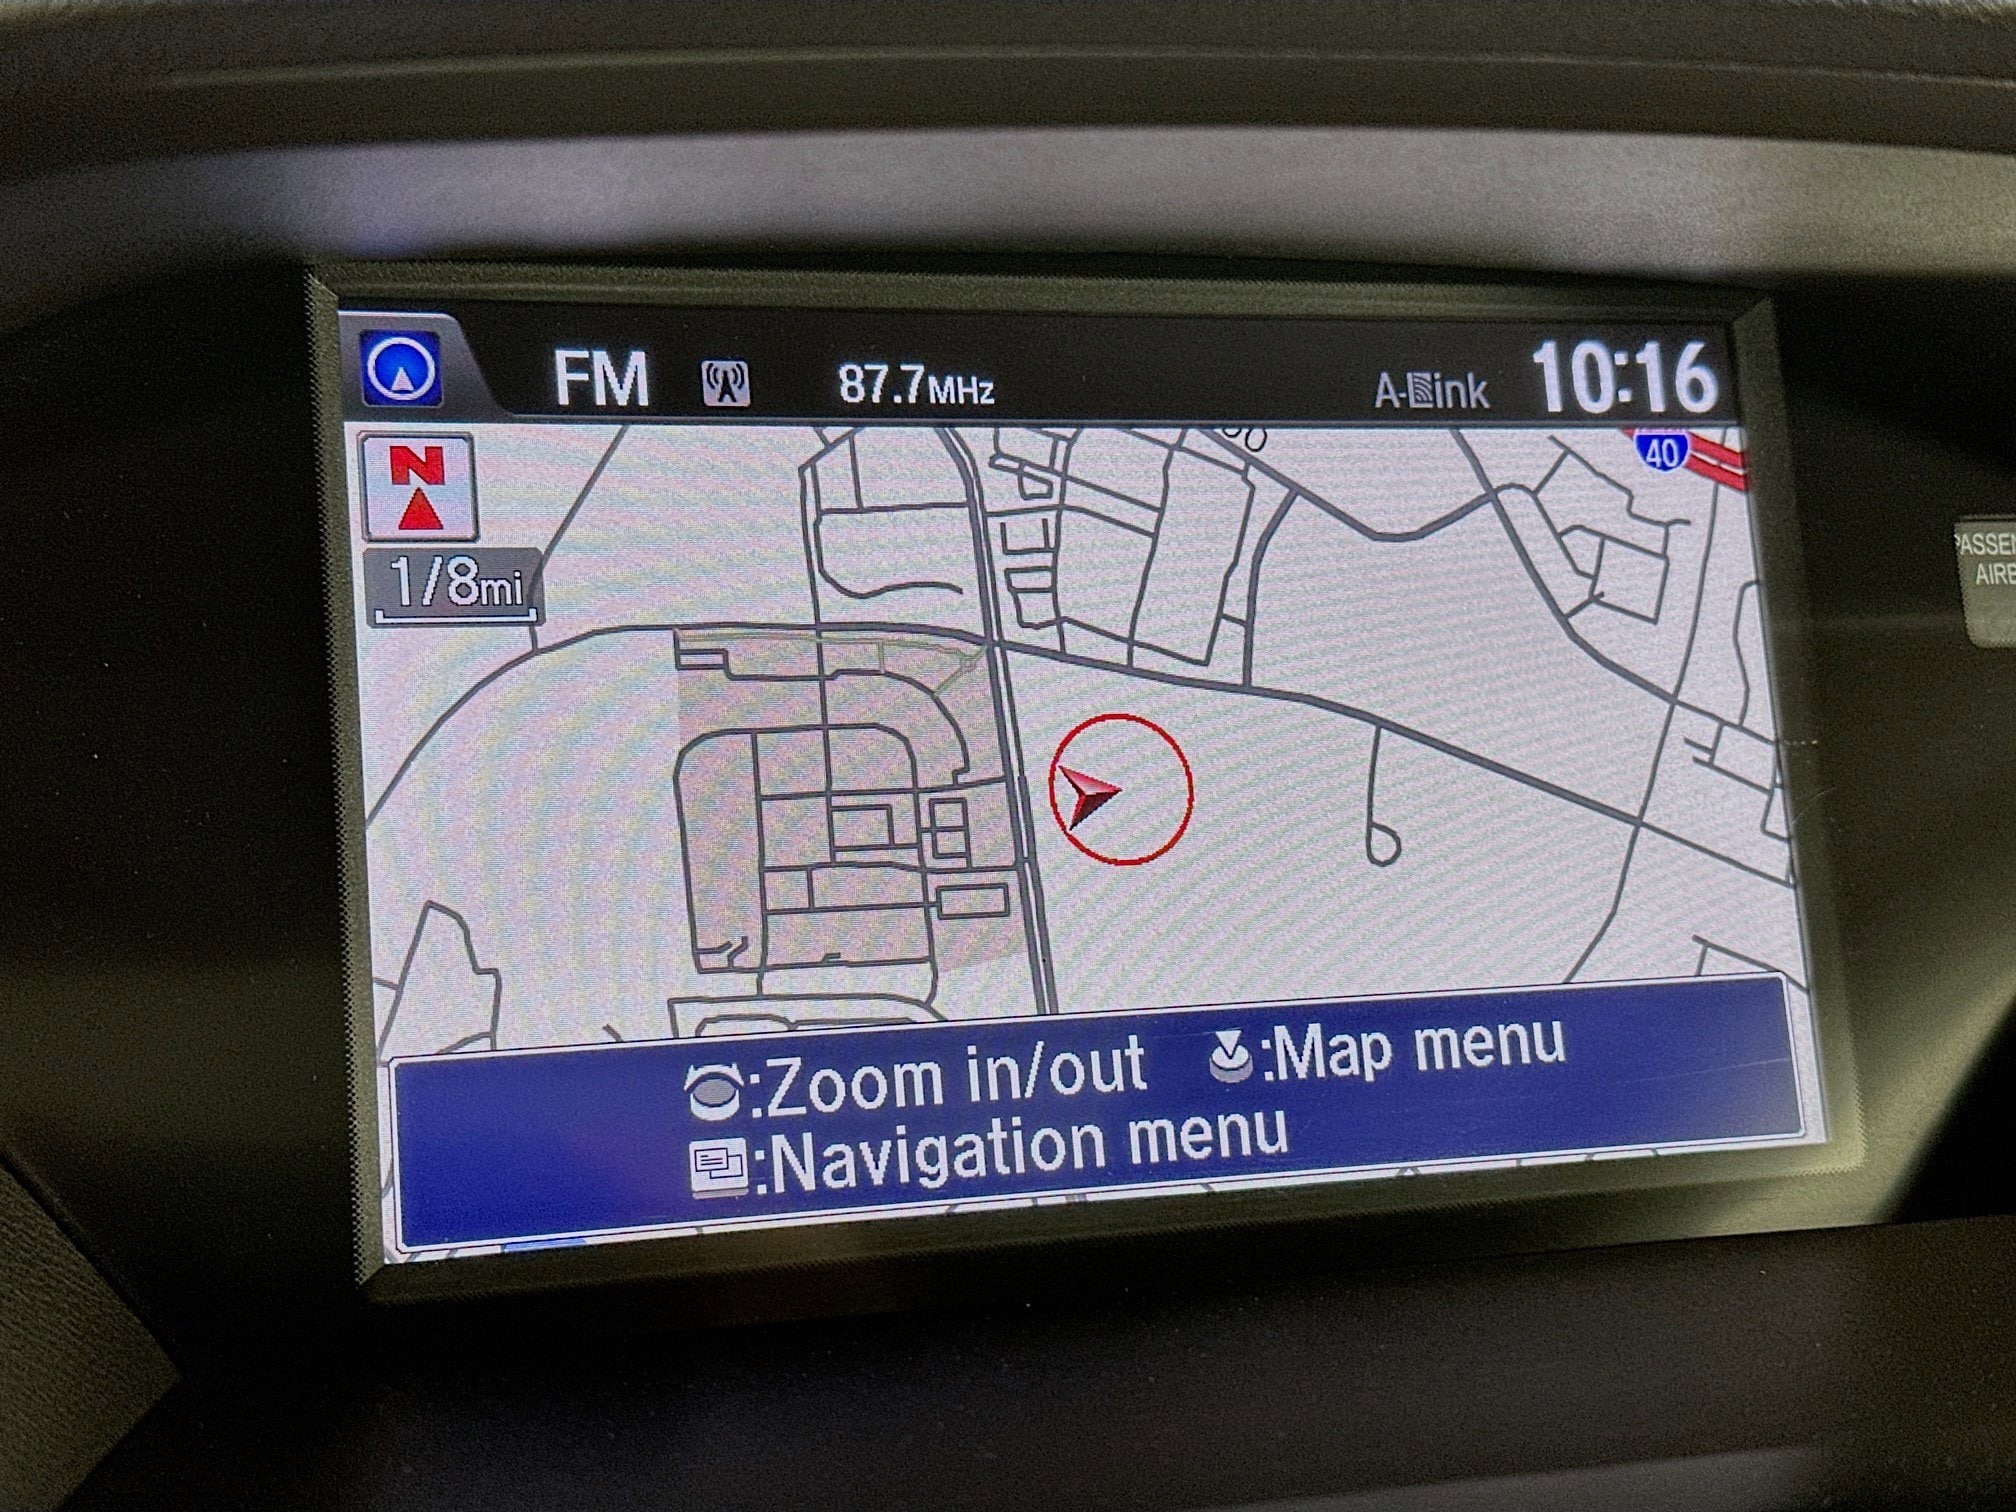 FM 87.7MHz A-Link 10:16
N
40
1/8mi
:Zoom in/out :Map menu
:Navigation menu